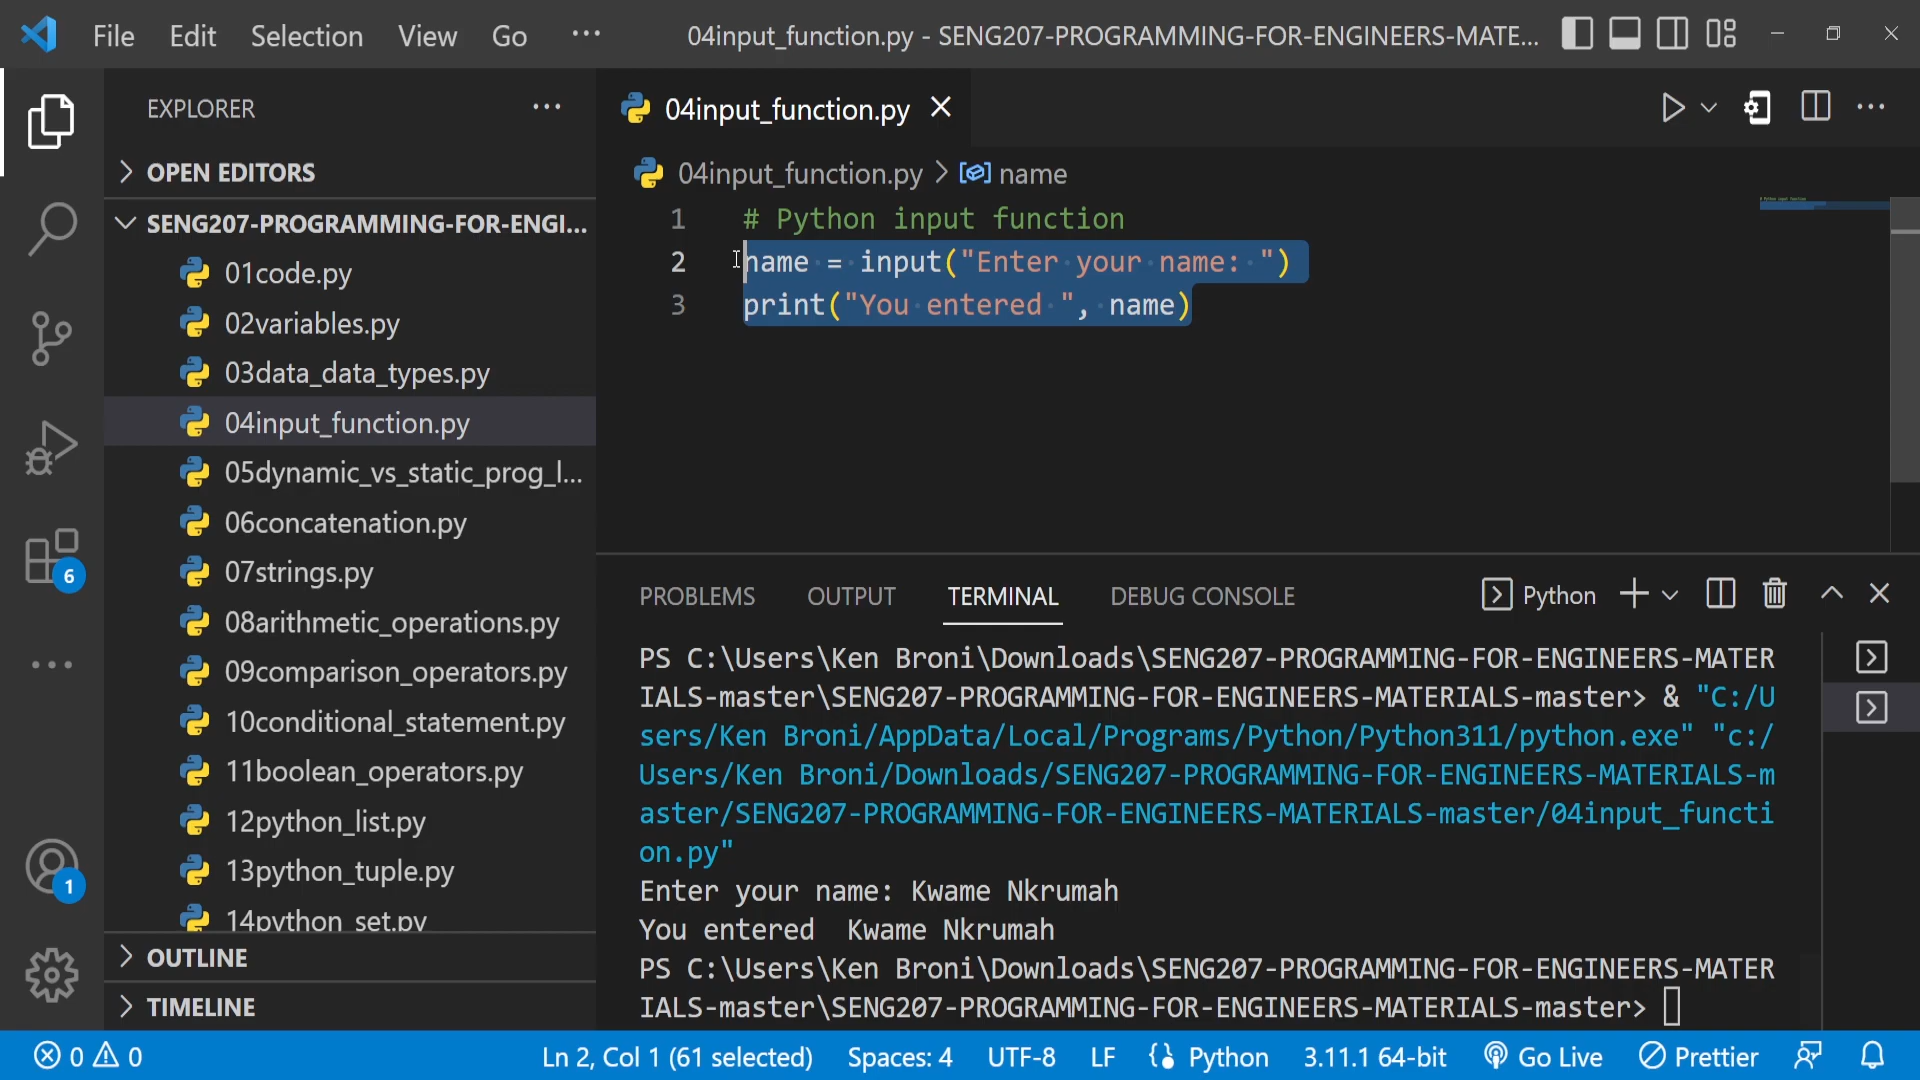 File Edit Selection View Go ··· 04input_function.py - SENG207-PROGRAMMING-FOR-ENGINEERS-MATE...
EXPLORER ···
OPEN EDITORS
SENG207-PROGRAMMING-FOR-ENGI...
01code.py
02variables.py
03data_data_types.py
04input_function.py
05dynamic_vs_static_prog_l...
06concatenation.py
07strings.py
08arithmetic_operations.py
09comparison_operators.py
10conditional_statement.py
11boolean_operators.py
12python_list.py
13python_tuple.py
14python_set.py
OUTLINE
TIMELINE
6
1
04input_function.py
04input_function.py > name
1 # Python input function
2 name = input("Enter your name: ")
3 print("You entered ", name)
PROBLEMS OUTPUT TERMINAL DEBUG CONSOLE Python
PS C:\Users\Ken Broni\Downloads\SENG207-PROGRAMMING-FOR-ENGINEERS-MATER
IALS-master\SENG207-PROGRAMMING-FOR-ENGINEERS-MATERIALS-master> & "C:/U
sers/Ken Broni/AppData/Local/Programs/Python/Python311/python.exe" "c:/
Users/Ken Broni/Downloads/SENG207-PROGRAMMING-FOR-ENGINEERS-MATERIALS-m
aster/SENG207-PROGRAMMING-FOR-ENGINEERS-MATERIALS-master/04input_functi
on.py"
Enter your name: Kwame Nkrumah
You entered  Kwame Nkrumah
PS C:\Users\Ken Broni\Downloads\SENG207-PROGRAMMING-FOR-ENGINEERS-MATER
IALS-master\SENG207-PROGRAMMING-FOR-ENGINEERS-MATERIALS-master>
0 0 Ln 2, Col 1 (61 selected) Spaces: 4 UTF-8 LF Python 3.11.1 64-bit Go Live Prettier